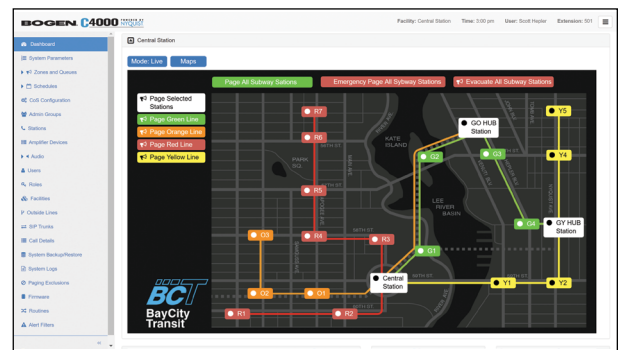 BOGEN. C4000
NYQUIST
Facility: Central Station Time: 3:00 pm User: Scott Hepler Extension: 501
Dashboard
System Parameters
Zones and Queues
Schedules
CoS Configuration
Admin Groups
Stations
Amplifier Devices
Audio
Users
Roles
Facilities
Outside Lines
SIP Trunks
Call Details
System Backup/Restore
System Logs
Paging Exclusions
Firmware
Routines
Alert Filters
Central Station
Mode: Live Maps
Page All Subway Sations Emergency Page All Sybway Stations Evacuate All Subway Stations
Page Selected
Stations
Page Green Line
Page Orange Line
Page Red Line
Page Yellow Line
R7
R6
R5
R4
R3
R2
R1
O3
O2
O1
G1
G2
G3
G4
GO HUB
Station
GY HUB
Station
Central
Station
Y5
Y4
Y2
Y1
KATE
ISLAND
PARK
SQ.
LEE
RIVER
BASIN
BCT
BayCity
Transit